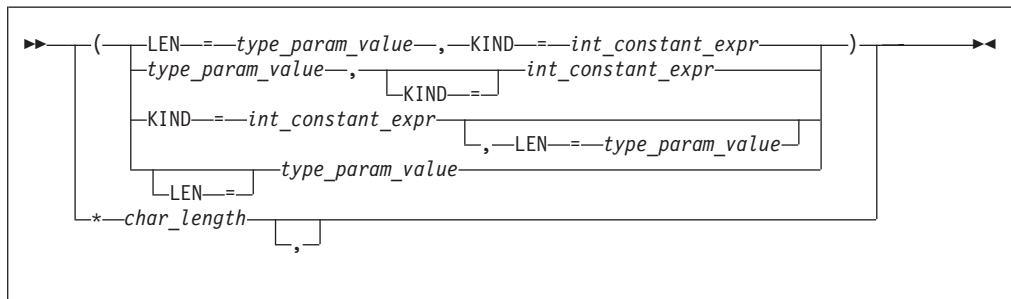 ( LEN = type_param_value , KIND = int_constant_expr )
type_param_value , int_constant_expr
KIND =
KIND = int_constant_expr
, LEN = type_param_value
type_param_value
LEN =
* char_length
,